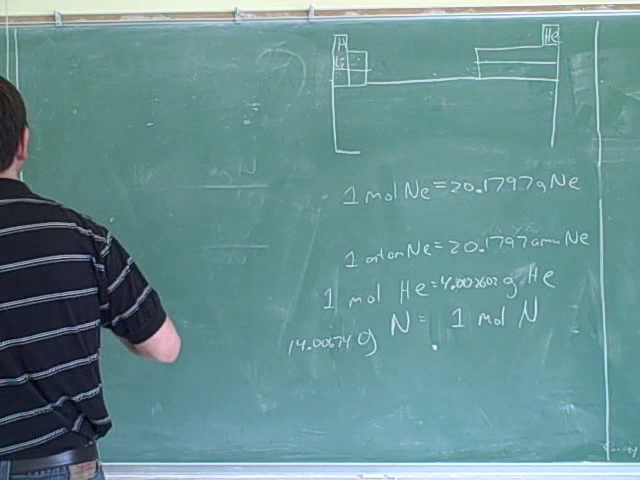 H
He
Li
1 mol Ne = 20.1797 g Ne
1 atom Ne = 20.1797 amu Ne
1 mol He = 4.002602 g He
14.00674 g N = 1 mol N
g N